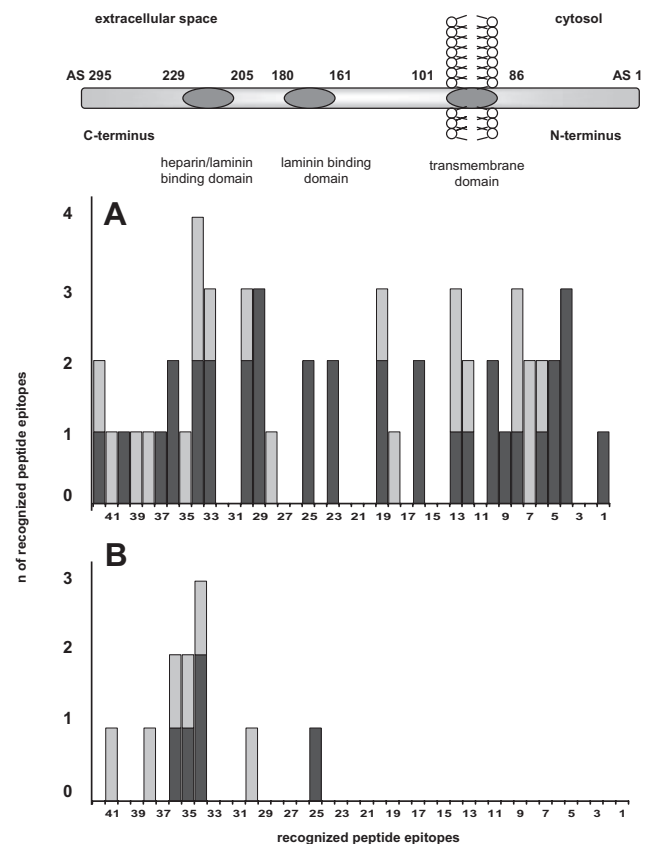 extracellular space cytosol
AS 295 229 205 180 161 101 86 AS 1
C-terminus N-terminus
heparin/laminin binding domain
laminin binding domain
transmembrane domain
n of recognized peptide epitopes
A
4
3
2
1
0
41 39 37 35 33 31 29 27 25 23 21 19 17 15 13 11 9 7 5 3 1
B
3
2
1
0
41 39 37 35 33 31 29 27 25 23 21 19 17 15 13 11 9 7 5 3 1
recognized peptide epitopes